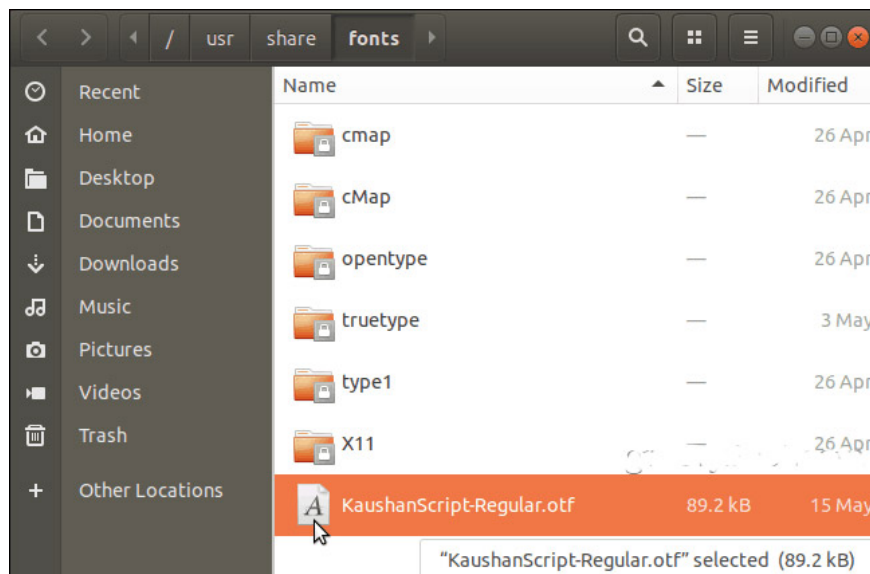 / usr share fonts
Name Size Modified
Recent
Home
Desktop
Documents
Downloads
Music
Pictures
Videos
Trash
Other Locations
cmap — 26 Apr
cMap — 26 Apr
opentype — 26 Apr
truetype — 3 May
type1 — 26 Apr
X11 — 26 Apr
KaushanScript-Regular.otf 89.2 kB 15 May
“KaushanScript-Regular.otf” selected (89.2 kB)